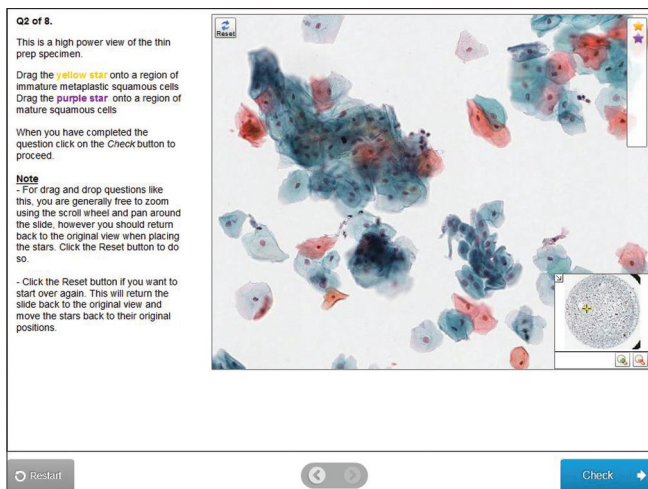 Q2 of 8.
This is a high power view of the thin
prep specimen.
Drag the yellow star onto a region of
immature metaplastic squamous cells
Drag the purple star onto a region of
mature squamous cells
When you have completed the
question click on the Check button to
proceed.
Note
- For drag and drop questions like
this, you are generally free to zoom
using the scroll wheel and pan around
the slide, however you should return
back to the original view when placing
the stars. Click the Reset button to do
so.
- Click the Reset button if you want to
start over again. This will return the
slide back to the original view and
move the stars back to their original
positions.
Reset
Restart
Check